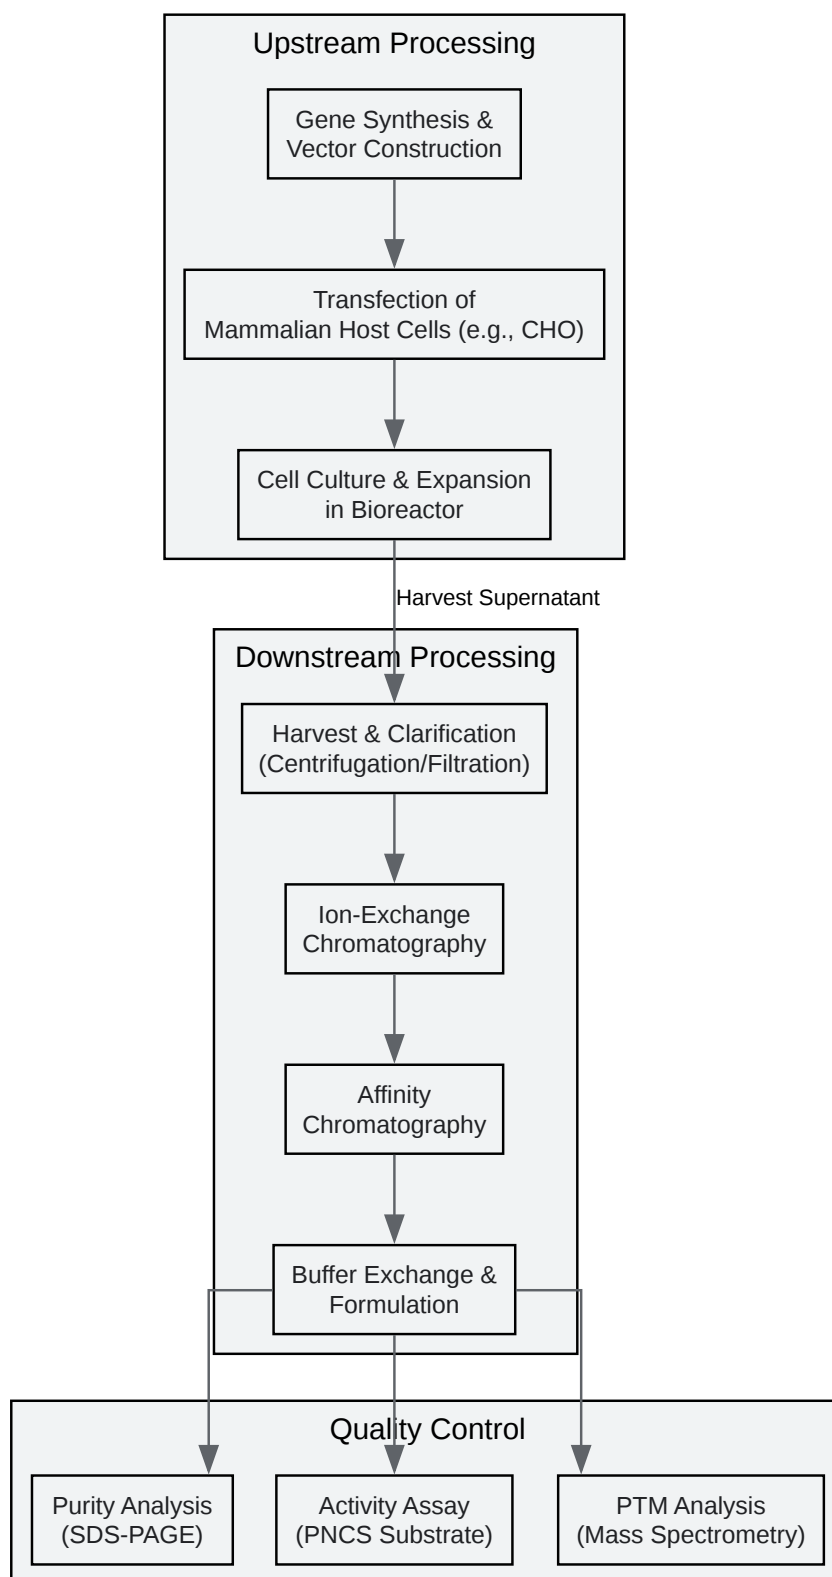 Upstream Processing
Gene Synthesis &
Vector Construction
Transfection of
Mammalian Host Cells (e.g., CHO)
Cell Culture & Expansion
in Bioreactor
Harvest Supernatant
Downstream Processing
Harvest & Clarification
(Centrifugation/Filtration)
Ion-Exchange
Chromatography
Affinity
Chromatography
Buffer Exchange &
Formulation
Quality Control
Purity Analysis
(SDS-PAGE)
Activity Assay
(PNCS Substrate)
PTM Analysis
(Mass Spectrometry)